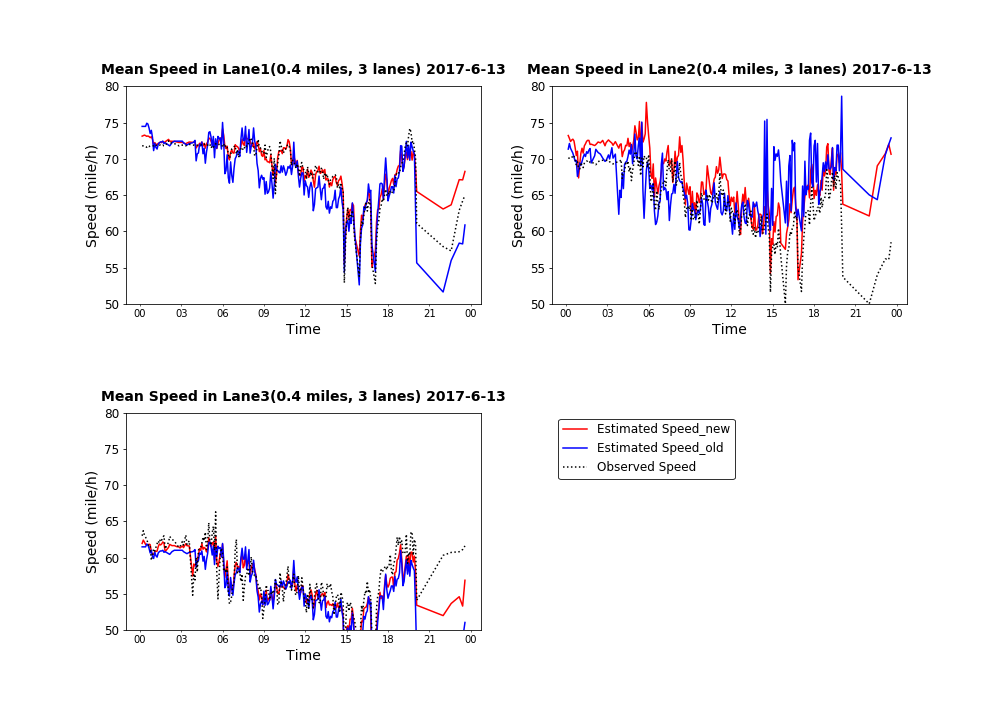 Mean Speed in Lane1(0.4 miles, 3 lanes) 2017-6-13
80
75
70
65
60
55
50
Speed (mile/h)
00 03 06 09 12 15 18 21 00
Time
Mean Speed in Lane2(0.4 miles, 3 lanes) 2017-6-13
80
75
70
65
60
55
50
Speed (mile/h)
00 03 06 09 12 15 18 21 00
Time
Mean Speed in Lane3(0.4 miles, 3 lanes) 2017-6-13
80
75
70
65
60
55
50
Speed (mile/h)
00 03 06 09 12 15 18 21 00
Time
Estimated Speed_new
Estimated Speed_old
Observed Speed